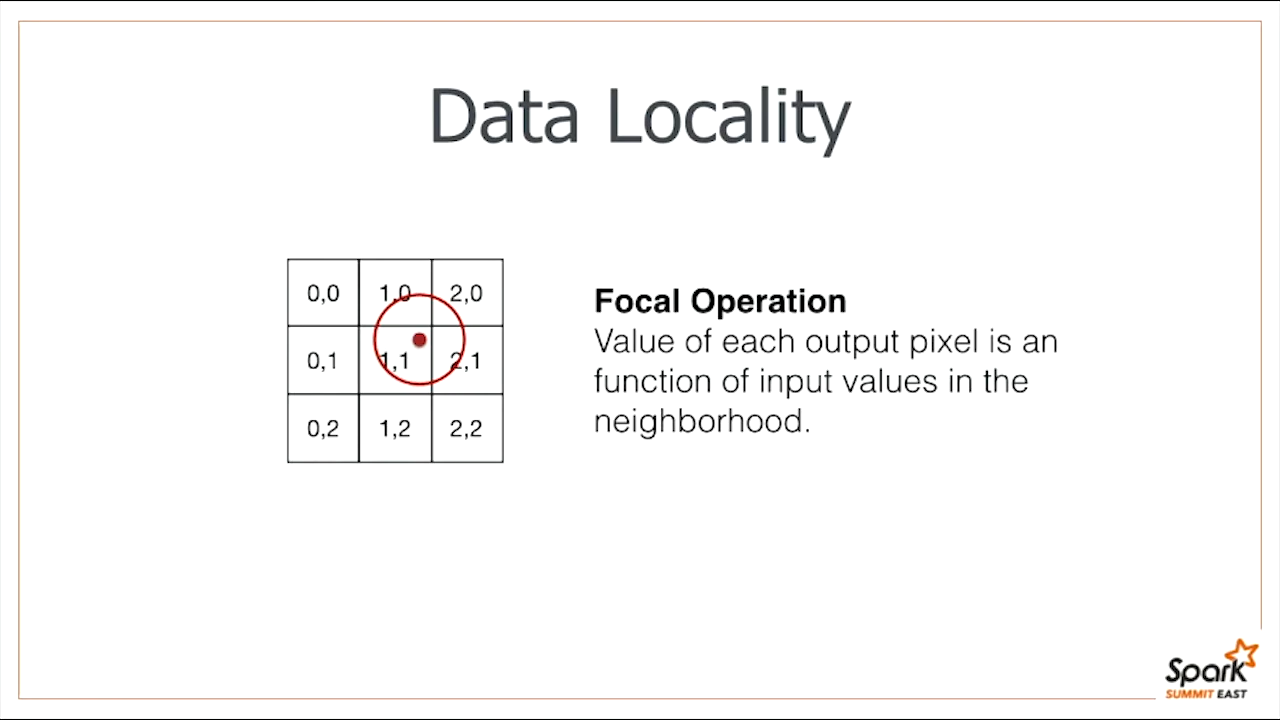 Data Locality
0,0 1,0 2,0
0,1 1,1 2,1
0,2 1,2 2,2
Focal Operation
Value of each output pixel is an
function of input values in the
neighborhood.
Spark
SUMMIT EAST